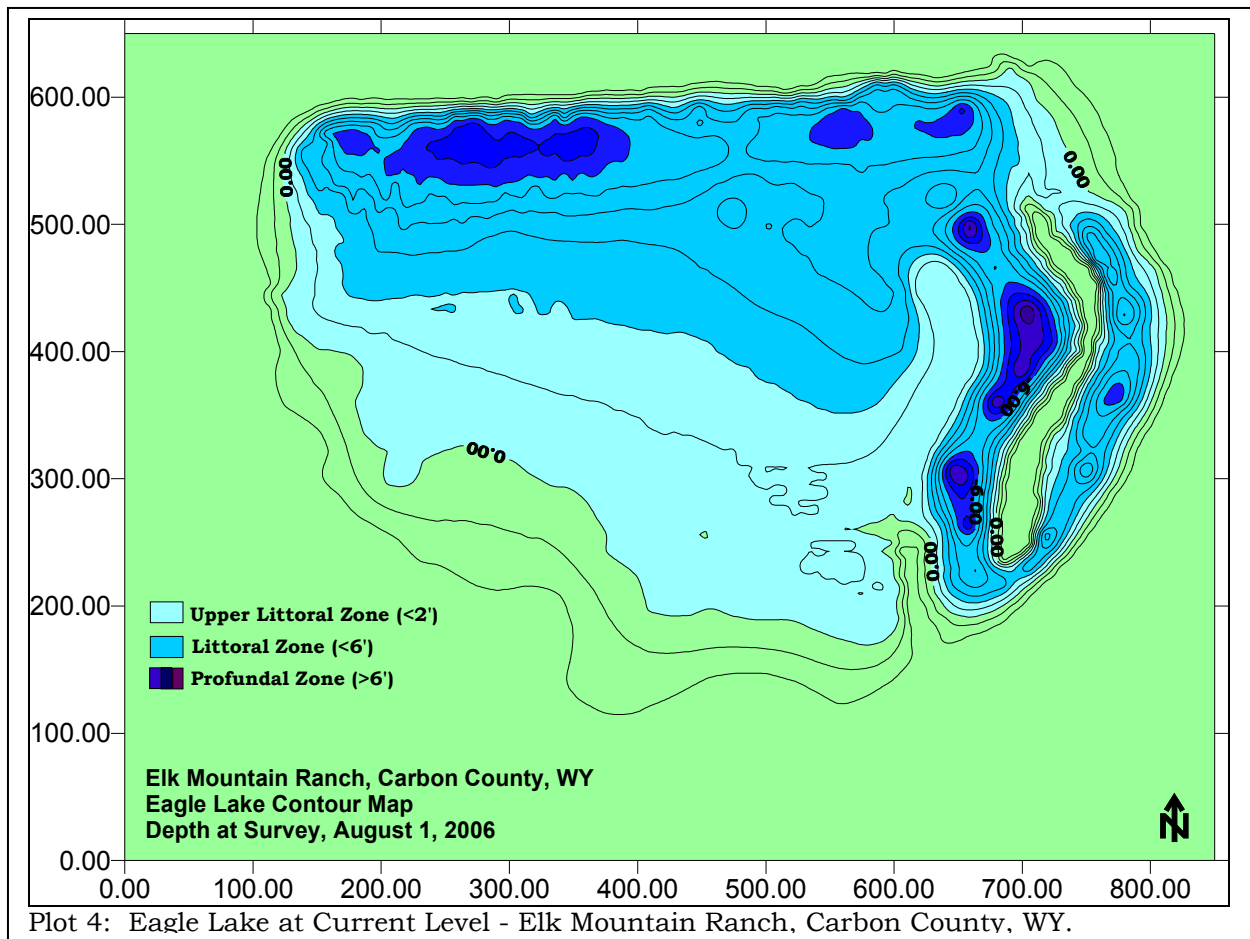 600.00
500.00
400.00
300.00
200.00
100.00
0.00
0.00
0.00
0.00
-6.00
-6.00
0.00
0.00
Upper Littoral Zone (<2')
Littoral Zone (<6')
Profundal Zone (>6')
Elk Mountain Ranch, Carbon County, WY
Eagle Lake Contour Map
Depth at Survey, August 1, 2006
N
0.00 100.00 200.00 300.00 400.00 500.00 600.00 700.00 800.00
Plot 4: Eagle Lake at Current Level - Elk Mountain Ranch, Carbon County, WY.